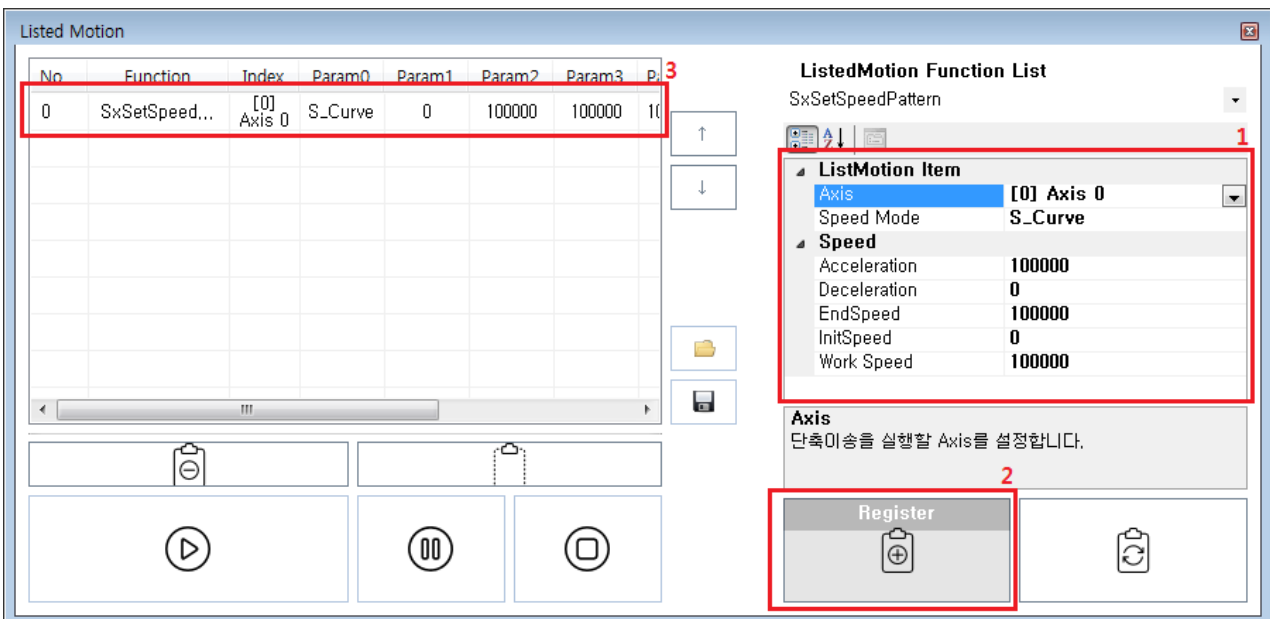 Listed Motion
No Function Index Param0 Param1 Param2 Param3 3
0 SxSetSpeed... [0] Axis 0 S_Curve 0 100000 100000
ListedMotion Function List
SxSetSpeedPattern
1
ListMotion Item
Axis [0] Axis 0
Speed Mode S_Curve
Speed
Acceleration 100000
Deceleration 0
EndSpeed 100000
InitSpeed 0
Work Speed 100000
Axis
단축이송을 실행할 Axis를 설정합니다.
2
Register